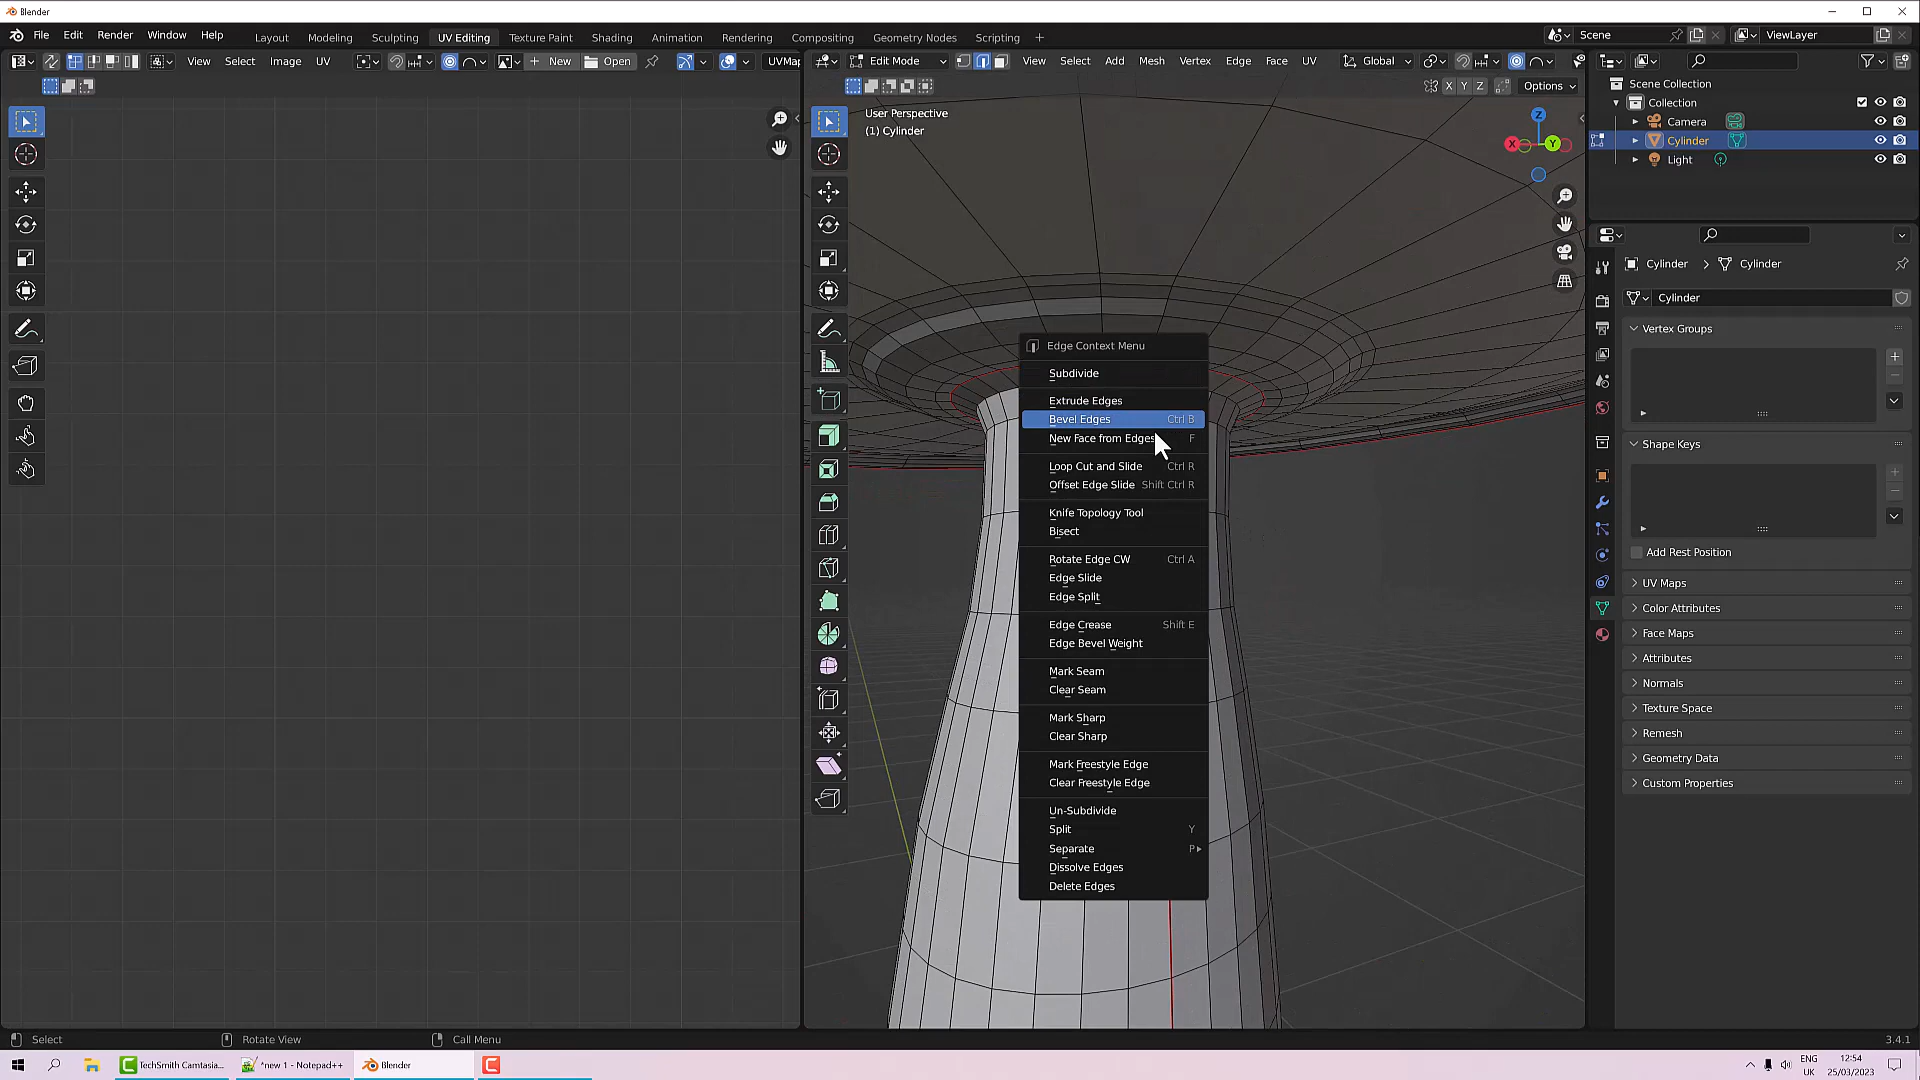 Blender
File Edit Render Window Help
Layout Modeling Sculpting UV Editing Texture Paint Shading Animation Rendering Compositing Geometry Nodes Scripting
Scene
ViewLayer
View Select Image UV
New
Open
UVMap
Edit Mode
View Select Add Mesh Vertex Edge Face UV
Global
X Y Z
Options
User Perspective
(1) Cylinder
Z
X
Y
Edge Context Menu
Subdivide
Extrude Edges
Bevel Edges Ctrl B
New Face from Edges F
Loop Cut and Slide Ctrl R
Offset Edge Slide Shift Ctrl R
Knife Topology Tool
Bisect
Rotate Edge CW Ctrl A
Edge Slide
Edge Split
Edge Crease Shift E
Edge Bevel Weight
Mark Seam
Clear Seam
Mark Sharp
Clear Sharp
Mark Freestyle Edge
Clear Freestyle Edge
Un-Subdivide
Split Y
Separate P
Dissolve Edges
Delete Edges
Scene Collection
Collection
Camera
Cylinder
Light
Cylinder Cylinder
Cylinder
Vertex Groups
Shape Keys
Add Rest Position
UV Maps
Color Attributes
Face Maps
Attributes
Normals
Texture Space
Remesh
Geometry Data
Custom Properties
Select
Rotate View
Call Menu
3.4.1
TechSmith Camtasia...
*new 1 - Notepad++
Blender
ENG
UK
12:54
25/03/2023